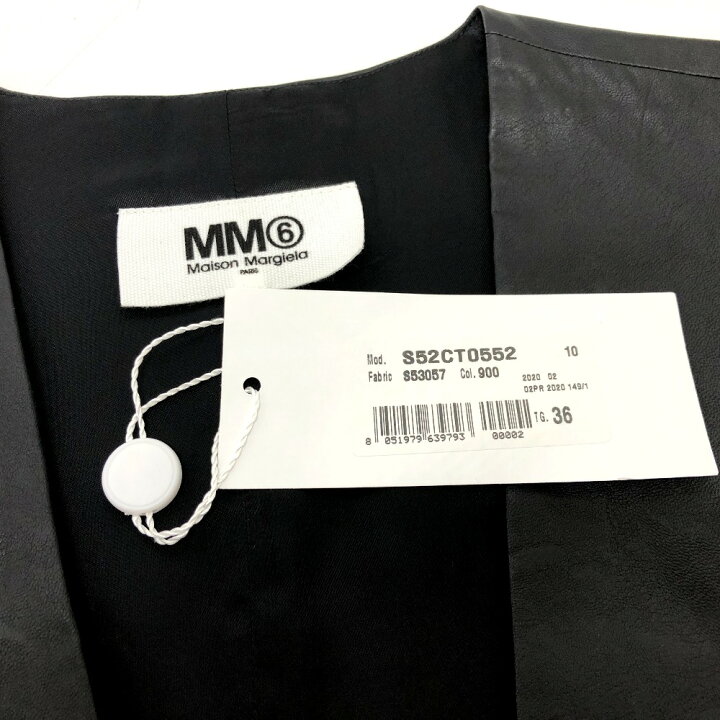 MM6
Maison Margiela
PARIS
Mod. S52CT0552 10
Fabric S53057 Col. 900 2020 02
02PR 2020 149/1
TG. 36
8 051979 639793 00002